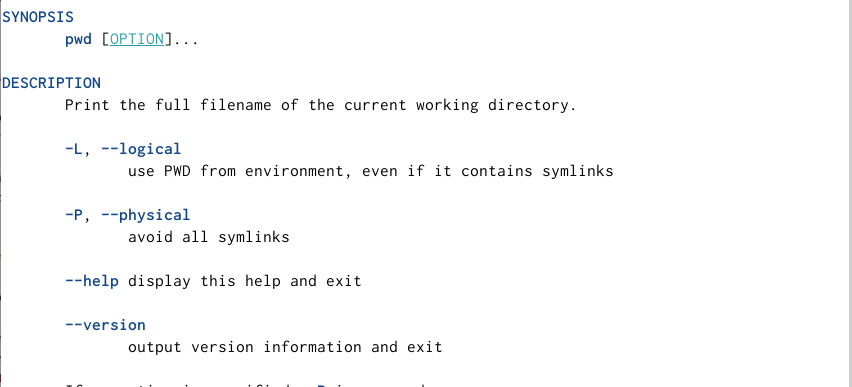 SYNOPSIS
pwd [OPTION]...
DESCRIPTION
Print the full filename of the current working directory.
-L, --logical
use PWD from environment, even if it contains symlinks
-P, --physical
avoid all symlinks
--help display this help and exit
--version
output version information and exit